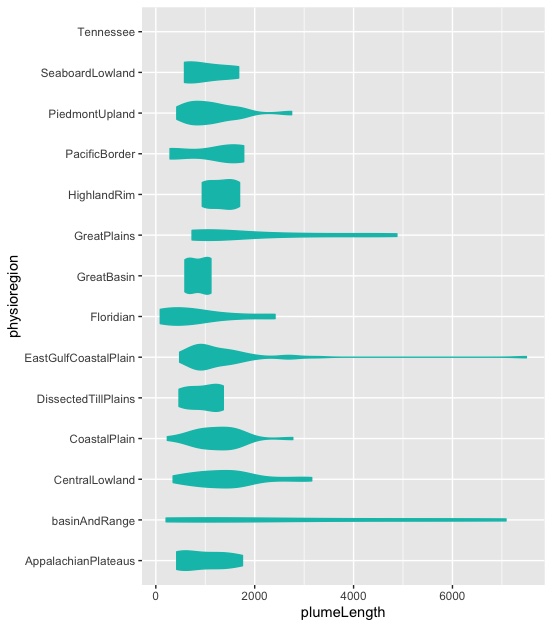 Tennessee
SeaboardLowland
PiedmontUpland
PacificBorder
HighlandRim
GreatPlains
GreatBasin
Floridian
EastGulfCoastalPlain
DissectedTillPlains
CoastalPlain
CentralLowland
basinAndRange
AppalachianPlateaus
physioregion
0 2000 4000 6000
plumeLength